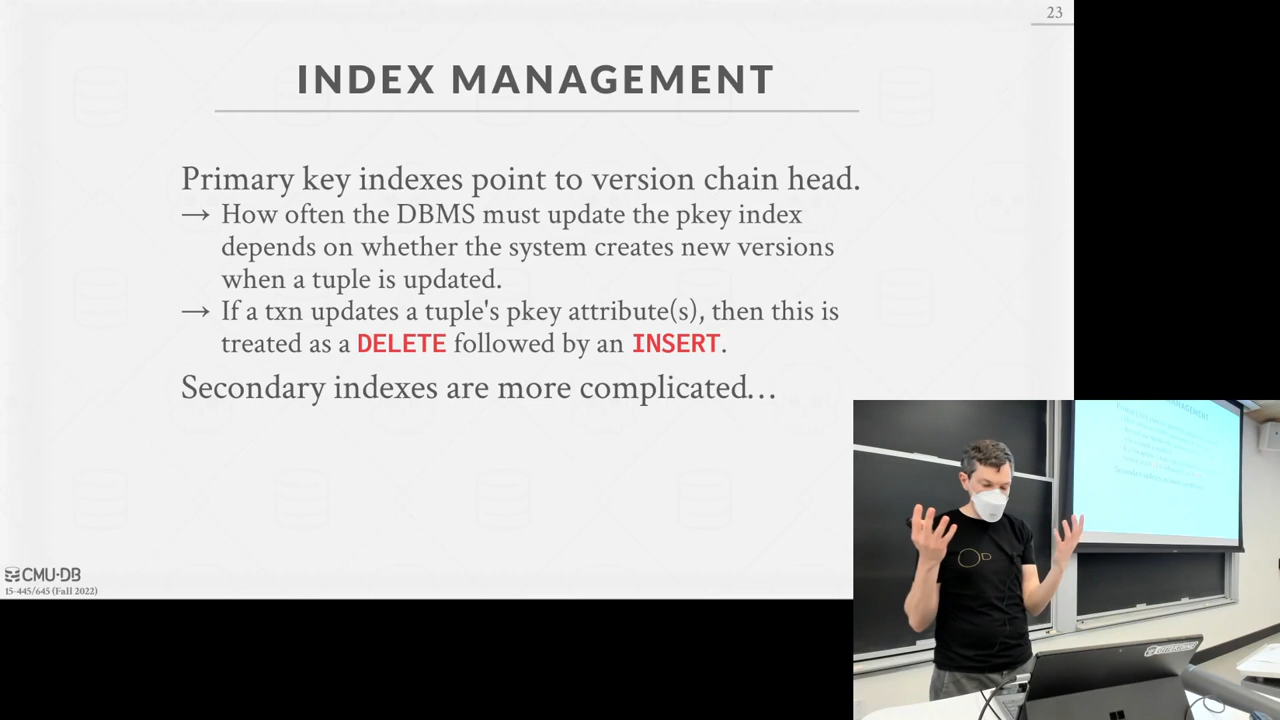 23
INDEX MANAGEMENT
Primary key indexes point to version chain head.
→ How often the DBMS must update the pkey index
depends on whether the system creates new versions
when a tuple is updated.
→ If a txn updates a tuple's pkey attribute(s), then this is
treated as a DELETE followed by an INSERT.
Secondary indexes are more complicated…
CMU·DB
15-445/645 (Fall 2022)